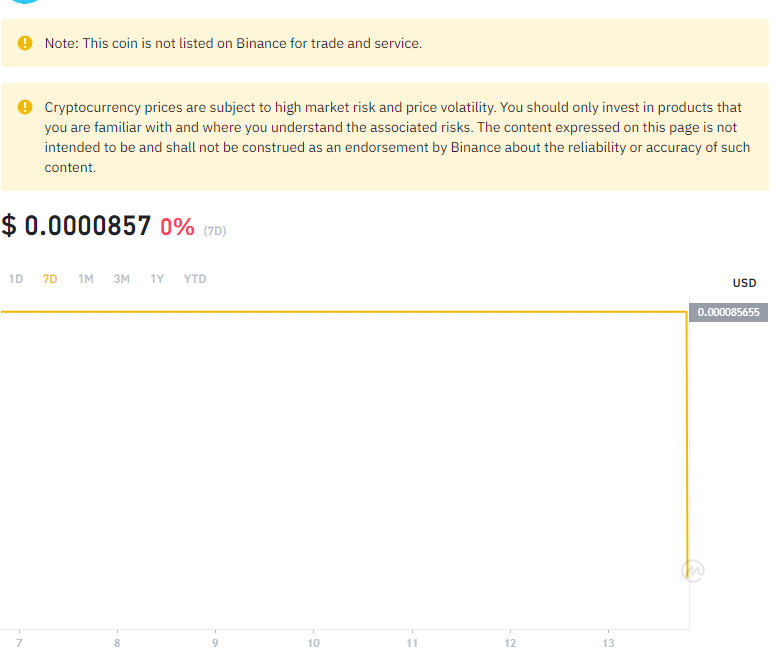 Note: This coin is not listed on Binance for trade and service.
Cryptocurrency prices are subject to high market risk and price volatility. You should only invest in products that
you are familiar with and where you understand the associated risks. The content expressed on this page is not
intended to be and shall not be construed as an endorsement by Binance about the reliability or accuracy of such
content.
$ 0.0000857 0% (7D)
1D 7D 1M 3M 1Y YTD
USD
0.000085655
7 8 9 10 11 12 13